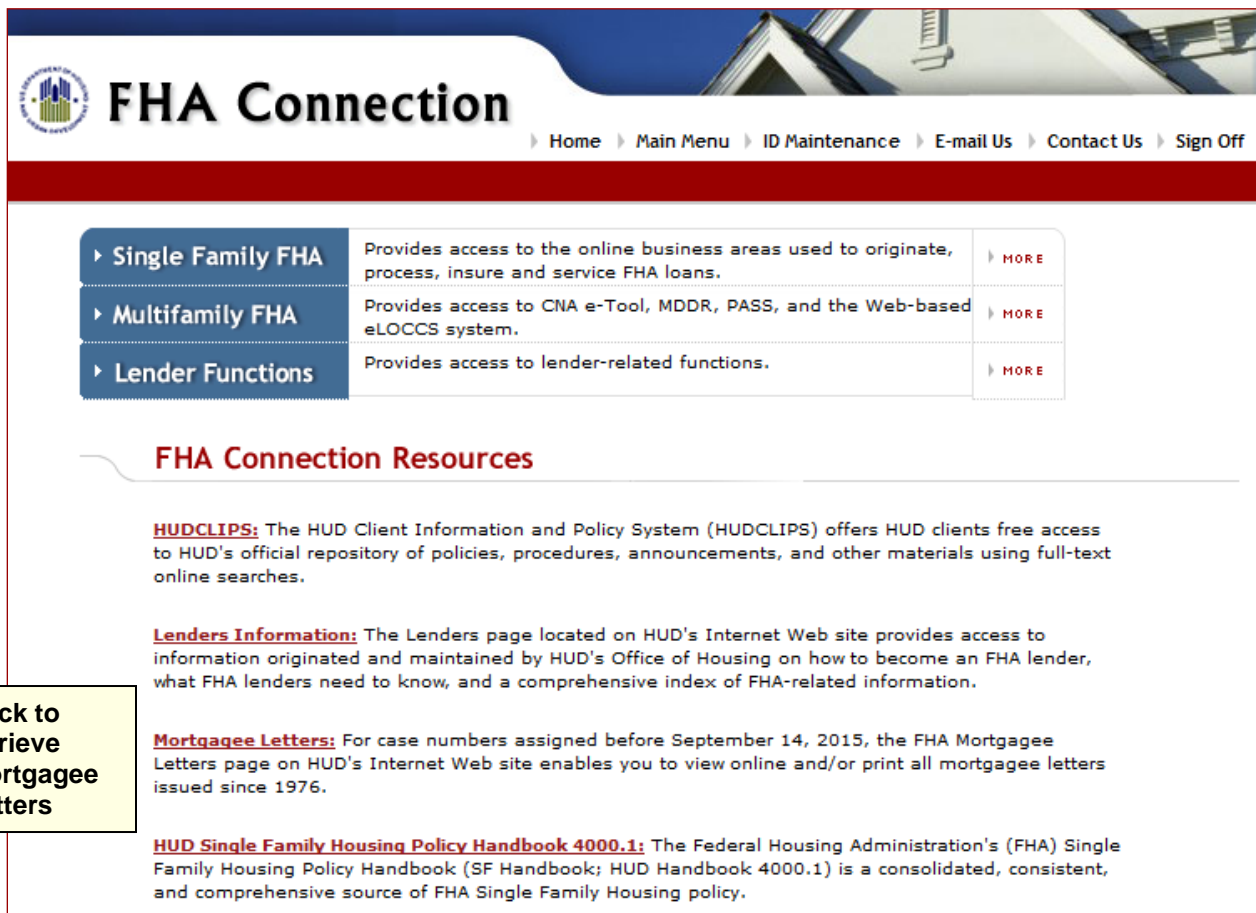 FHA Connection
Home Main Menu ID Maintenance E-mail Us Contact Us Sign Off
Single Family FHA
Provides access to the online business areas used to originate,
process, insure and service FHA loans.
MORE
Multifamily FHA
Provides access to CNA e-Tool, MDDR, PASS, and the Web-based
eLOCCS system.
MORE
Lender Functions
Provides access to lender-related functions.
MORE
FHA Connection Resources
HUDCLIPS: The HUD Client Information and Policy System (HUDCLIPS) offers HUD clients free access
to HUD's official repository of policies, procedures, announcements, and other materials using full-text
online searches.
Lenders Information: The Lenders page located on HUD's Internet Web site provides access to
information originated and maintained by HUD's Office of Housing on how to become an FHA lender,
what FHA lenders need to know, and a comprehensive index of FHA-related information.
ck to
rieve
ortgagee
tters
Mortgagee Letters: For case numbers assigned before September 14, 2015, the FHA Mortgagee
Letters page on HUD's Internet Web site enables you to view online and/or print all mortgagee letters
issued since 1976.
HUD Single Family Housing Policy Handbook 4000.1: The Federal Housing Administration's (FHA) Single
Family Housing Policy Handbook (SF Handbook; HUD Handbook 4000.1) is a consolidated, consistent,
and comprehensive source of FHA Single Family Housing policy.